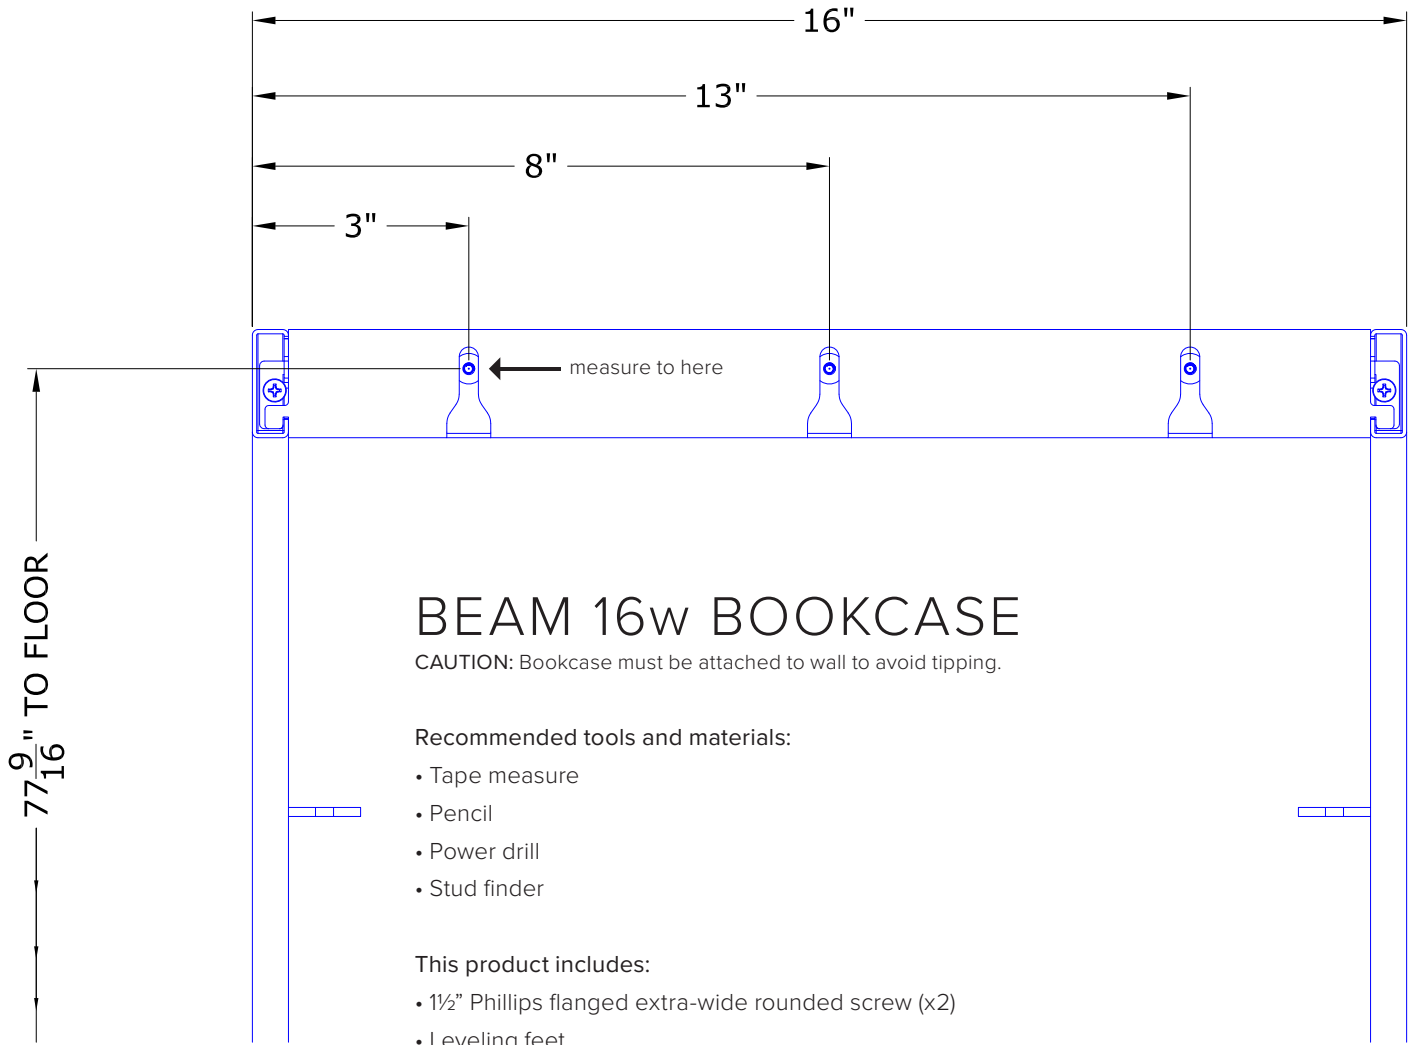 16"
13"
8"
3"
measure to here
77 9/16" TO FLOOR
BEAM 16w BOOKCASE
CAUTION: Bookcase must be attached to wall to avoid tipping.
Recommended tools and materials:
• Tape measure
• Pencil
• Power drill
• Stud finder
This product includes:
• 1½” Phillips flanged extra-wide rounded screw (x2)
• Leveling feet